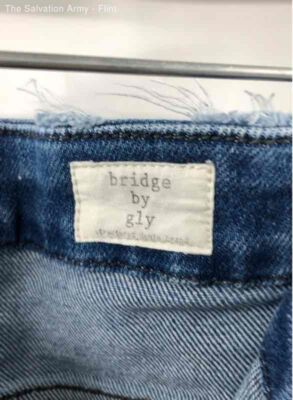 The Salvation Army - Flint
bridge
by
gly